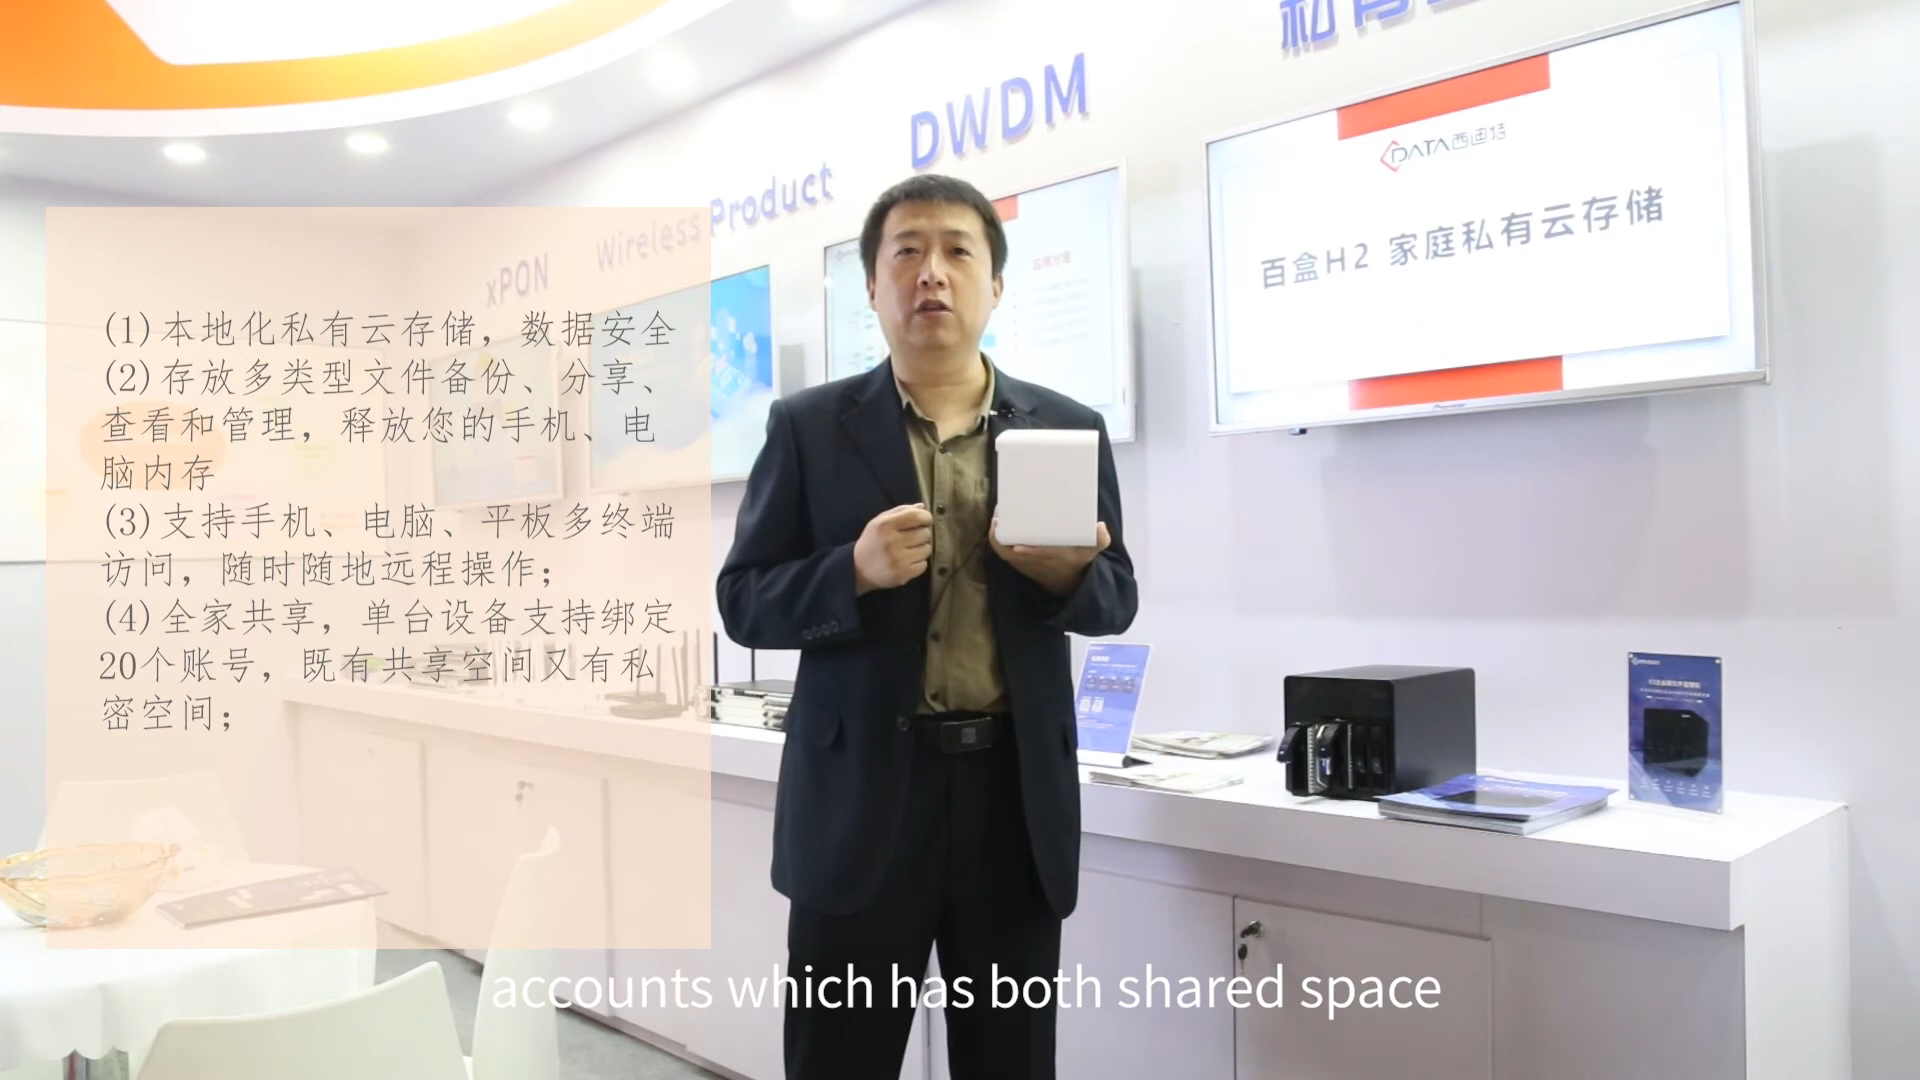 DWDM
Wireless Product
xPON
DATA西迪特
百盒H2 家庭私有云存储
(1)本地化私有云存储，数据安全
(2)存放多类型文件备份、分享、
查看和管理，释放您的手机、电
脑内存
(3)支持手机、电脑、平板多终端
访问，随时随地远程操作；
(4)全家共享，单台设备支持绑定
20个账号，既有共享空间又有私
密空间；
accounts which has both shared space